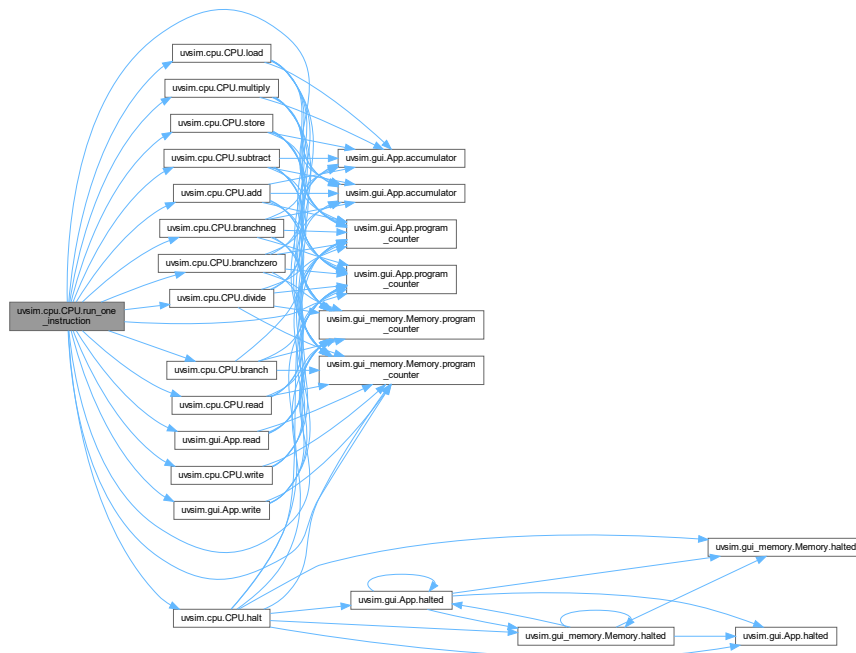 uvsim.cpu.CPU.load
uvsim.cpu.CPU.multiply
uvsim.cpu.CPU.store
uvsim.cpu.CPU.subtract
uvsim.gui.App.accumulator
uvsim.cpu.CPU.add
uvsim.gui.App.accumulator
uvsim.cpu.CPU.branchneg
uvsim.gui.App.program
_counter
uvsim.cpu.CPU.branchzero
uvsim.gui.App.program
_counter
uvsim.cpu.CPU.divide
uvsim.cpu.CPU.run_one
_instruction
uvsim.gui_memory.Memory.program
_counter
uvsim.cpu.CPU.branch
uvsim.gui_memory.Memory.program
_counter
uvsim.cpu.CPU.read
uvsim.gui.App.read
uvsim.cpu.CPU.write
uvsim.gui.App.write
uvsim.gui_memory.Memory.halted
uvsim.gui.App.halted
uvsim.cpu.CPU.halt
uvsim.gui_memory.Memory.halted
uvsim.gui.App.halted